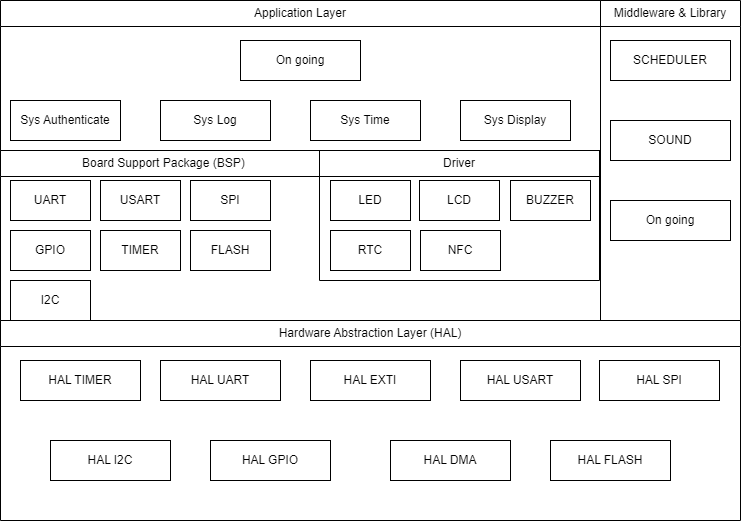 Application Layer
Middleware & Library
On going
SCHEDULER
Sys Authenticate
Sys Log
Sys Time
Sys Display
SOUND
Board Support Package (BSP)
Driver
UART
USART
SPI
LED
LCD
BUZZER
On going
GPIO
TIMER
FLASH
RTC
NFC
I2C
Hardware Abstraction Layer (HAL)
HAL TIMER
HAL UART
HAL EXTI
HAL USART
HAL SPI
HAL I2C
HAL GPIO
HAL DMA
HAL FLASH